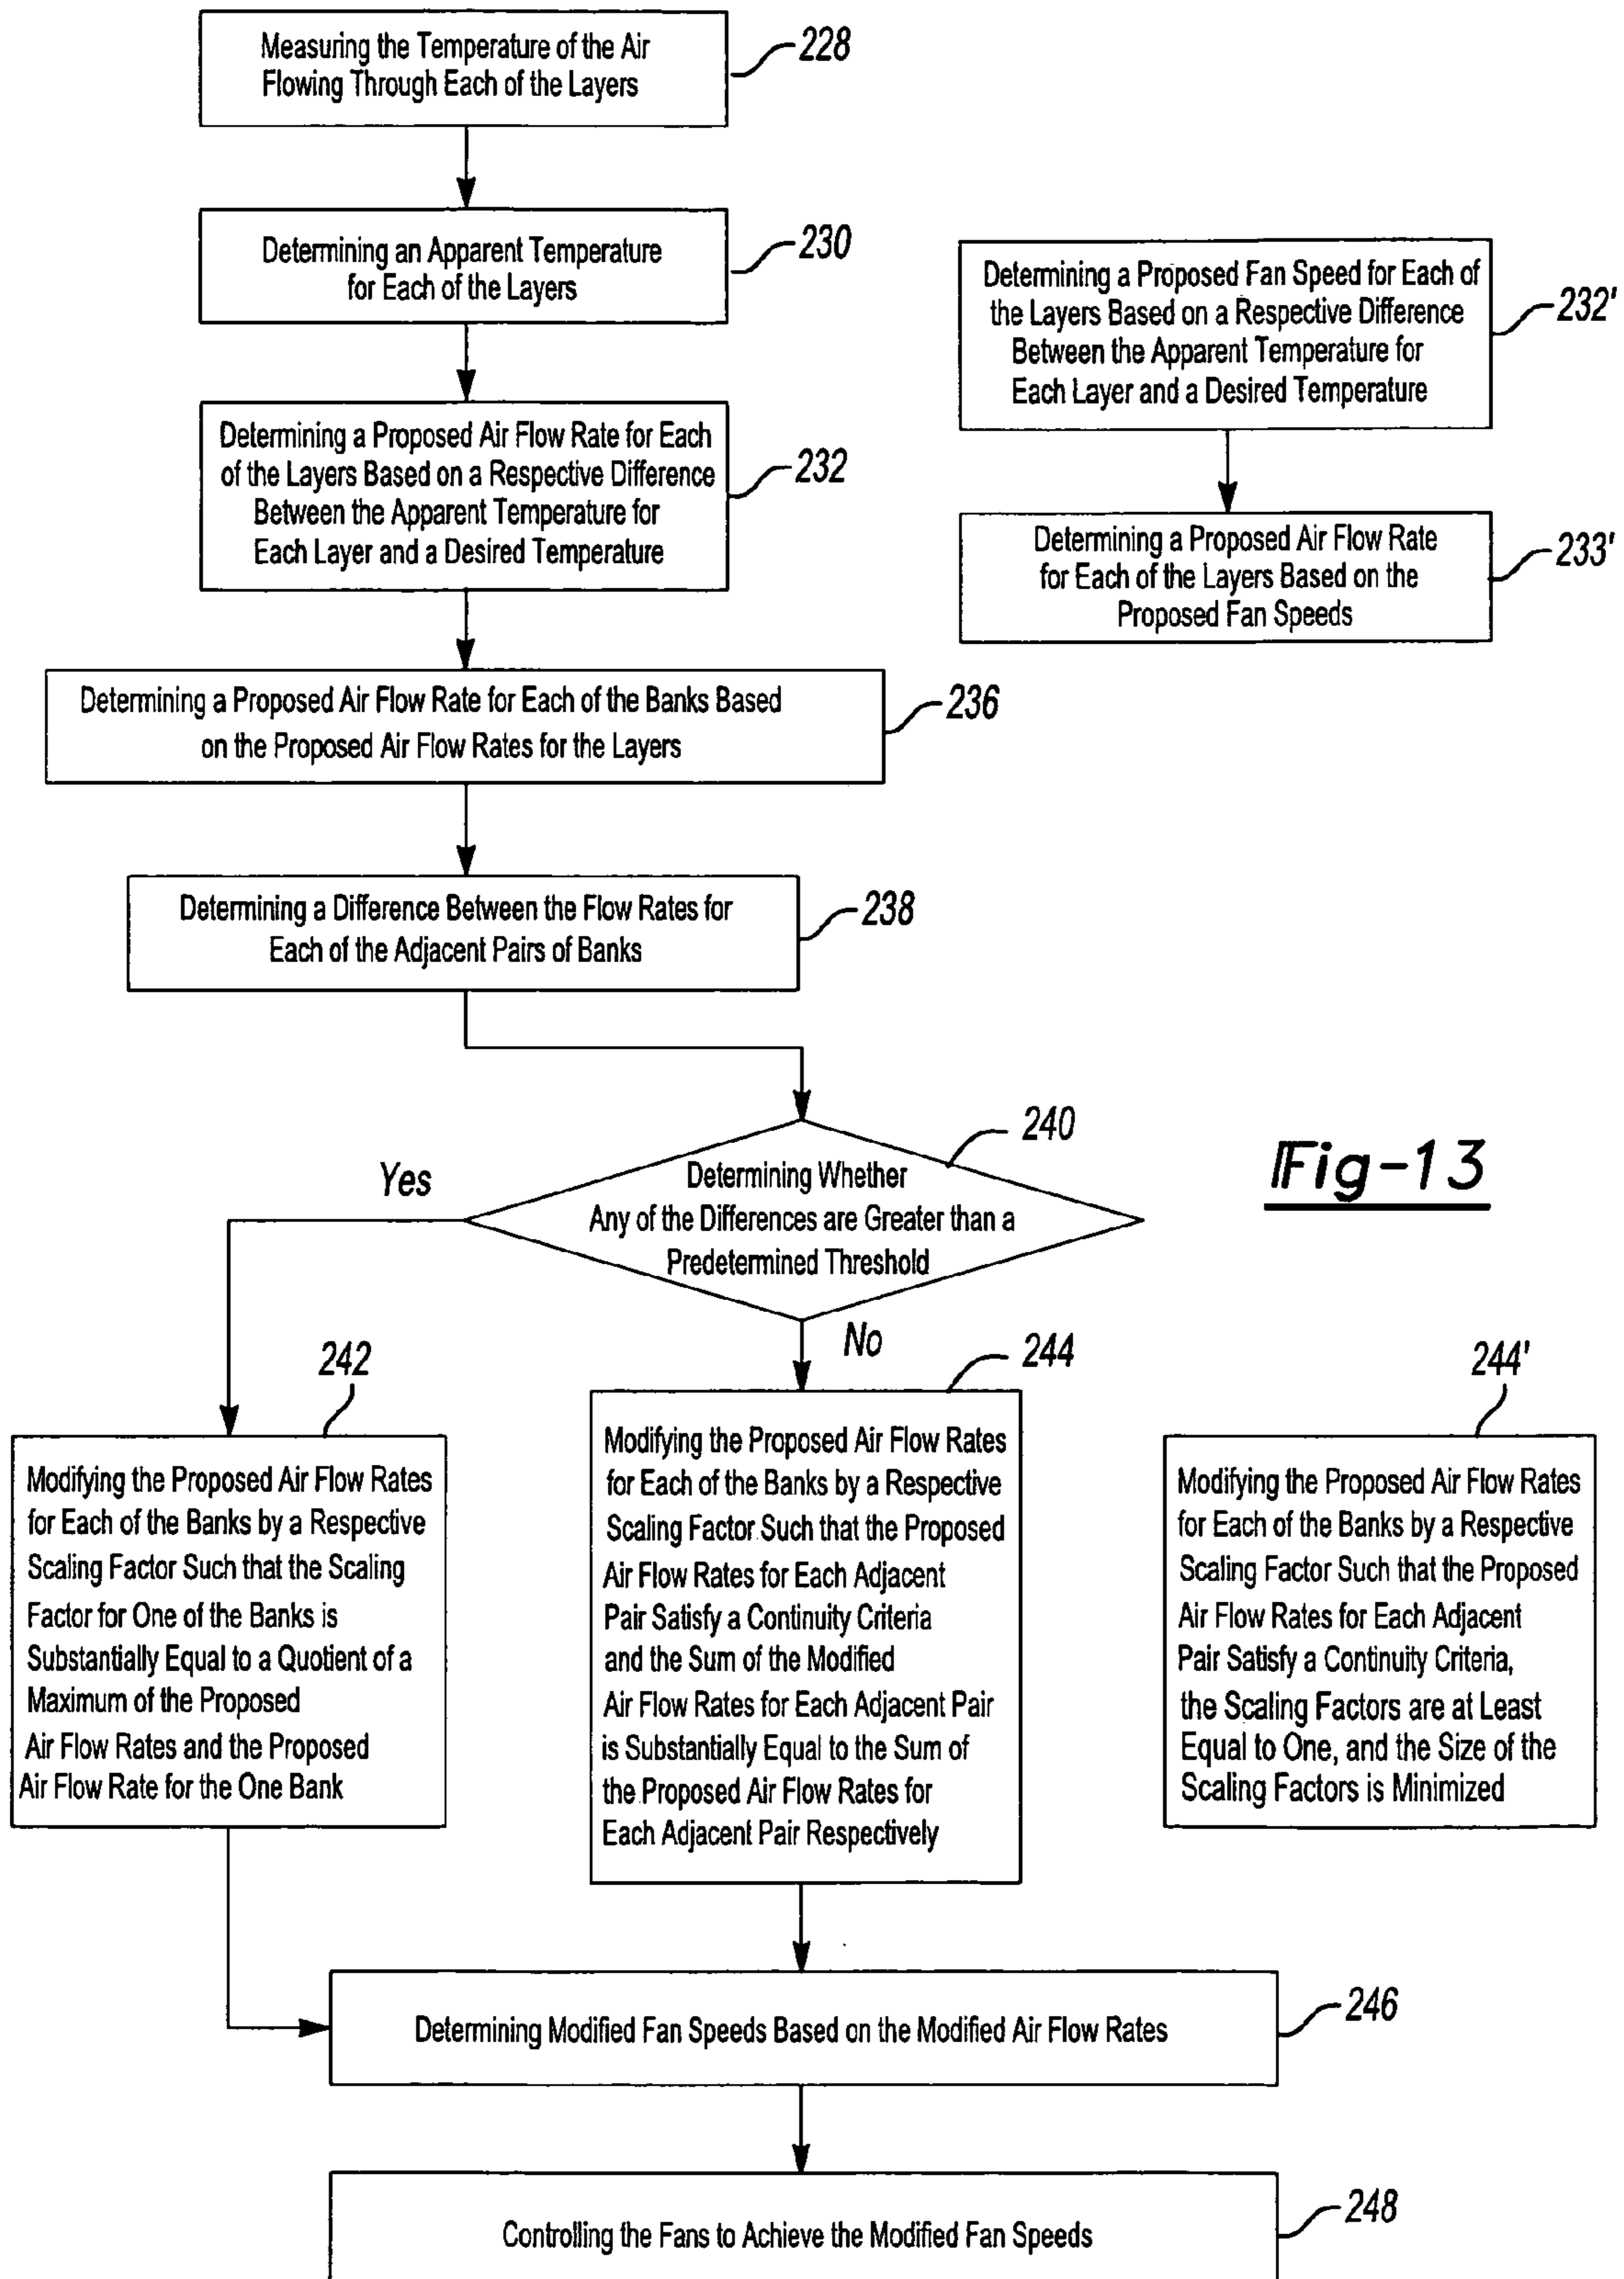 Measuring the Temperature of the Air
Flowing Through Each of the Layers
228
Determining an Apparent Temperature
for Each of the Layers
230
Determining a Proposed Air Flow Rate for Each
of the Layers Based on a Respective Difference
Between the Apparent Temperature for
Each Layer and a Desired Temperature
232
Determining a Proposed Fan Speed for Each of
the Layers Based on a Respective Difference
Between the Apparent Temperature for
Each Layer and a Desired Temperature
232'
Determining a Proposed Air Flow Rate
for Each of the Layers Based on the
Proposed Fan Speeds
233'
Determining a Proposed Air Flow Rate for Each of the Banks Based
on the Proposed Air Flow Rates for the Layers
236
Determining a Difference Between the Flow Rates for
Each of the Adjacent Pairs of Banks
238
240
Determining Whether
Any of the Differences are Greater than a
Predetermined Threshold
Yes
No
Fig-13
242
Modifying the Proposed Air Flow Rates
for Each of the Banks by a Respective
Scaling Factor Such that the Scaling
Factor for One of the Banks is
Substantially Equal to a Quotient of a
Maximum of the Proposed
Air Flow Rates and the Proposed
Air Flow Rate for the One Bank
244
Modifying the Proposed Air Flow Rates
for Each of the Banks by a Respective
Scaling Factor Such that the Proposed
Air Flow Rates for Each Adjacent
Pair Satisfy a Continuity Criteria
and the Sum of the Modified
Air Flow Rates for Each Adjacent Pair
is Substantially Equal to the Sum of
the Proposed Air Flow Rates for
Each Adjacent Pair Respectively
244'
Modifying the Proposed Air Flow Rates
for Each of the Banks by a Respective
Scaling Factor Such that the Proposed
Air Flow Rates for Each Adjacent
Pair Satisfy a Continuity Criteria,
the Scaling Factors are at Least
Equal to One, and the Size of the
Scaling Factors is Minimized
Determining Modified Fan Speeds Based on the Modified Air Flow Rates
246
Controlling the Fans to Achieve the Modified Fan Speeds
248